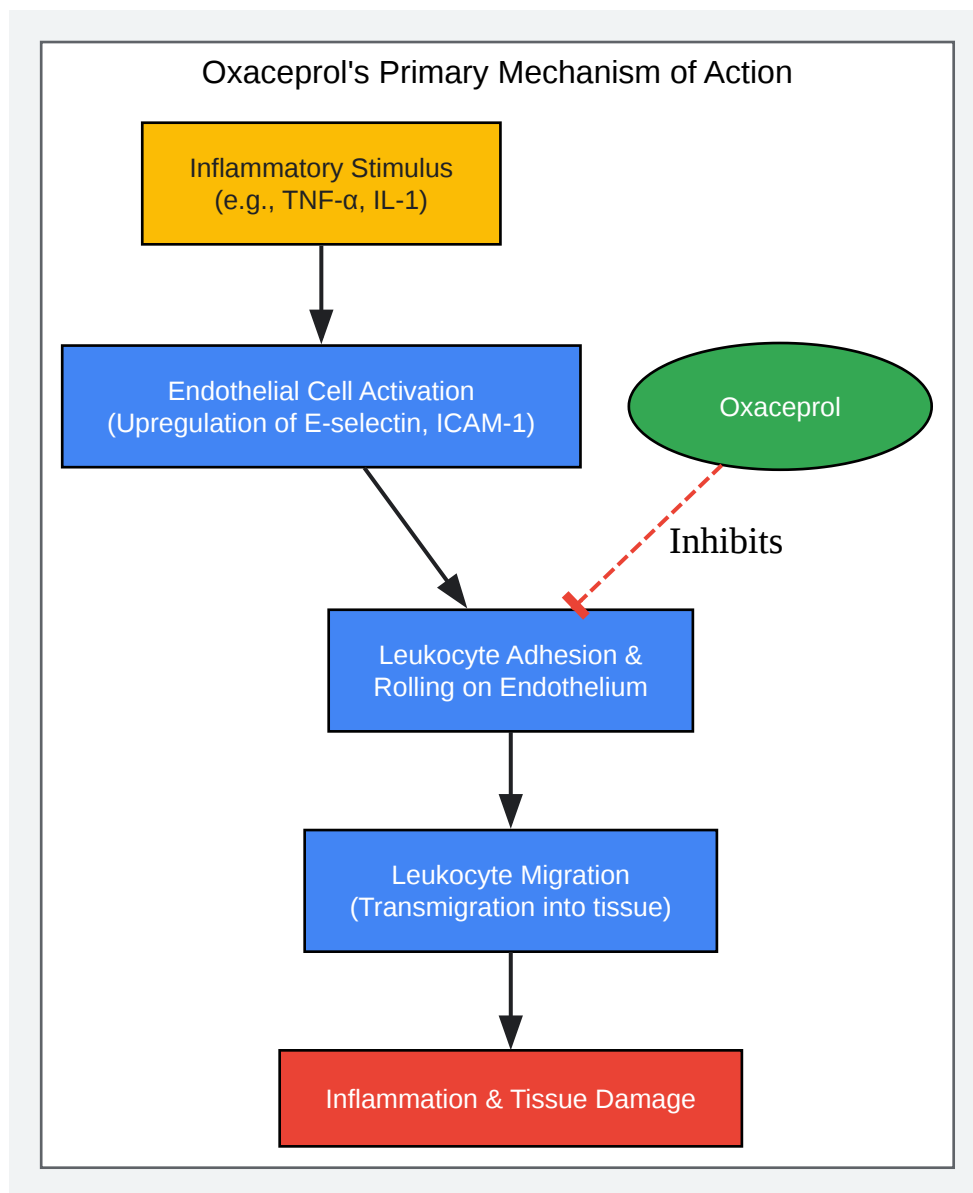 Oxaceprol's Primary Mechanism of Action
Inflammatory Stimulus
(e.g., TNF-α, IL-1)
Endothelial Cell Activation
(Upregulation of E-selectin, ICAM-1)
Oxaceprol
Inhibits
Leukocyte Adhesion &
Rolling on Endothelium
Leukocyte Migration
(Transmigration into tissue)
Inflammation & Tissue Damage